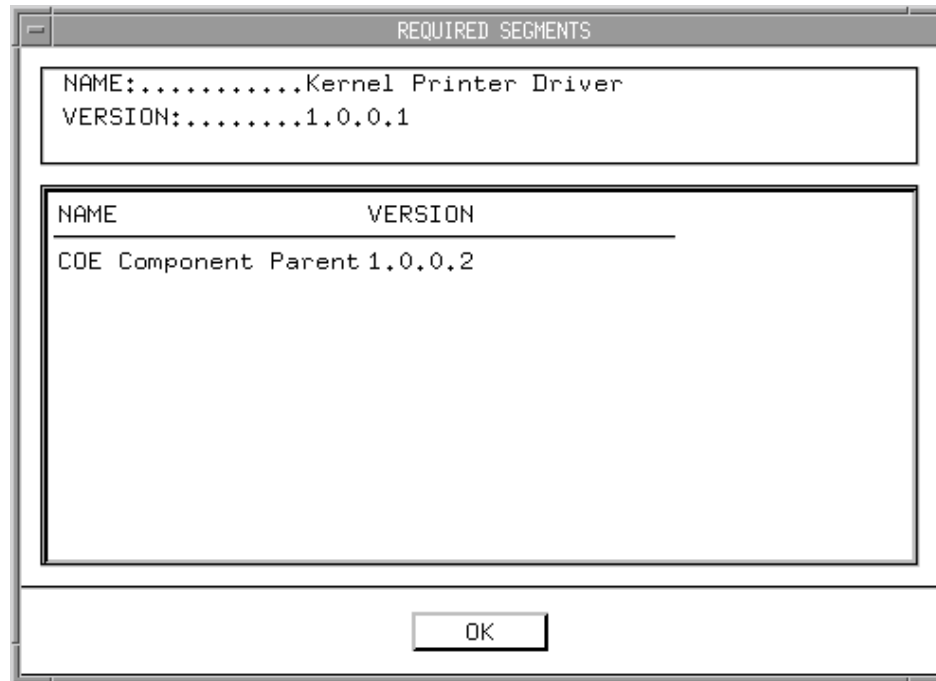 REQUIRED SEGMENTS
NAME:...........Kernel Printer Driver
VERSION:........1.0.0.1
NAME VERSION
COE Component Parent 1.0.0.2
OK